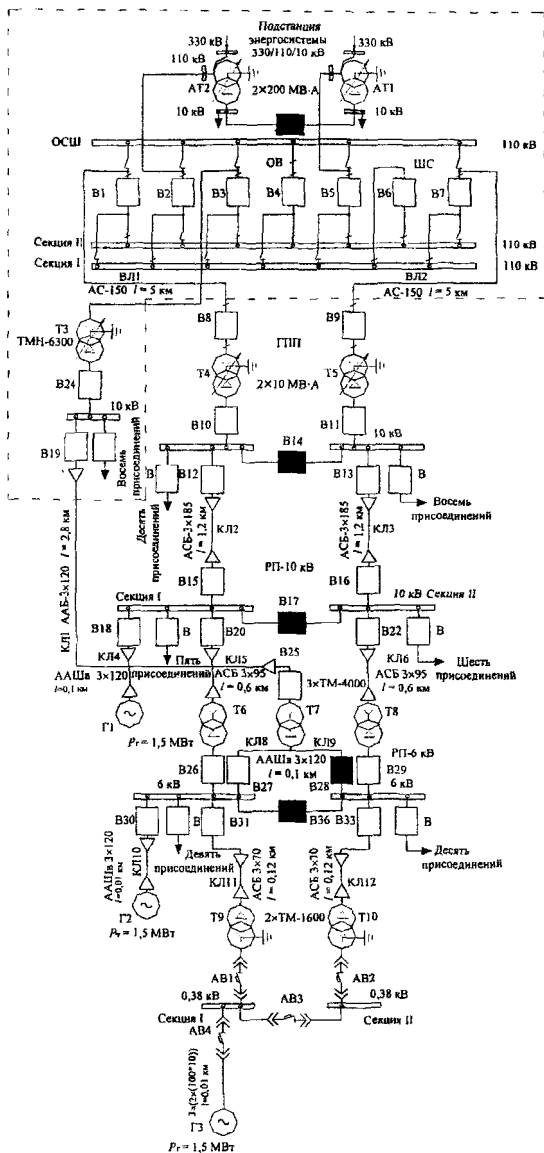 Подстанция
энергосистемы
330/110/10 кВ
330 кВ
330 кВ
110 кВ
110 кВ
АТ2
2×200 МВ·А
АТ1
10 кВ
10 кВ
ОСШ
110 кВ
ОВ
ШС
В1
В2
В3
В4
В5
В6
В7
Секция II
110 кВ
Секция I
110 кВ
ВЛ1
ВЛ2
АС-150 l = 5 км
АС-150 l = 5 км
В8
В9
Т3
ТМН-6300
ГПП
Т4
Т5
2×10 МВ·А
В24
В10
В11
10 кВ
В14
10 кВ
В19
В
В12
В13
В
Восемь
присоединений
Десять
присоединений
Восемь
присоединений
КЛ1 ААБ-3×120 l = 2,8 км
АСБ-3×185
l = 1,2 км
КЛ2
АСБ-3×185
l = 1,2 км
КЛ3
В15
РП-10 кВ
В16
Секция I
В17
10 кВ Секция II
В18
В
В20
В22
В
В25
КЛ4
Пять
присоединений
КЛ5
КЛ6
Шесть
присоединений
ААШв 3×120
l=0,1 км
АСБ 3×95
l = 0,6 км
3×ТМ-4000
АСБ 3×95
l = 0,6 км
Г1
Т6
Т7
Т8
Pг = 1,5 МВт
КЛ8
КЛ9
ААШв 3×120
l = 0,1 км
РП-6 кВ
В26
В27
В28
В29
6 кВ
6 кВ
В30
В
В31
В36
В33
В
Девять
присоединений
Десять
присоединений
ААШв 3×120
l=0,01 км
КЛ10
АСБ 3×70
l = 0,12 км
КЛ11
АСБ 3×70
l = 0,12 км
КЛ12
Г2
Pг = 1,5 МВт
Т9
2×ТМ-1600
Т10
АВ1
АВ2
0,38 кВ
АВ3
0,38 кВ
Секция I
Секция II
АВ4
3×(2×(100*10))
l=0,01 км
Г3
Pг = 1,5 МВт